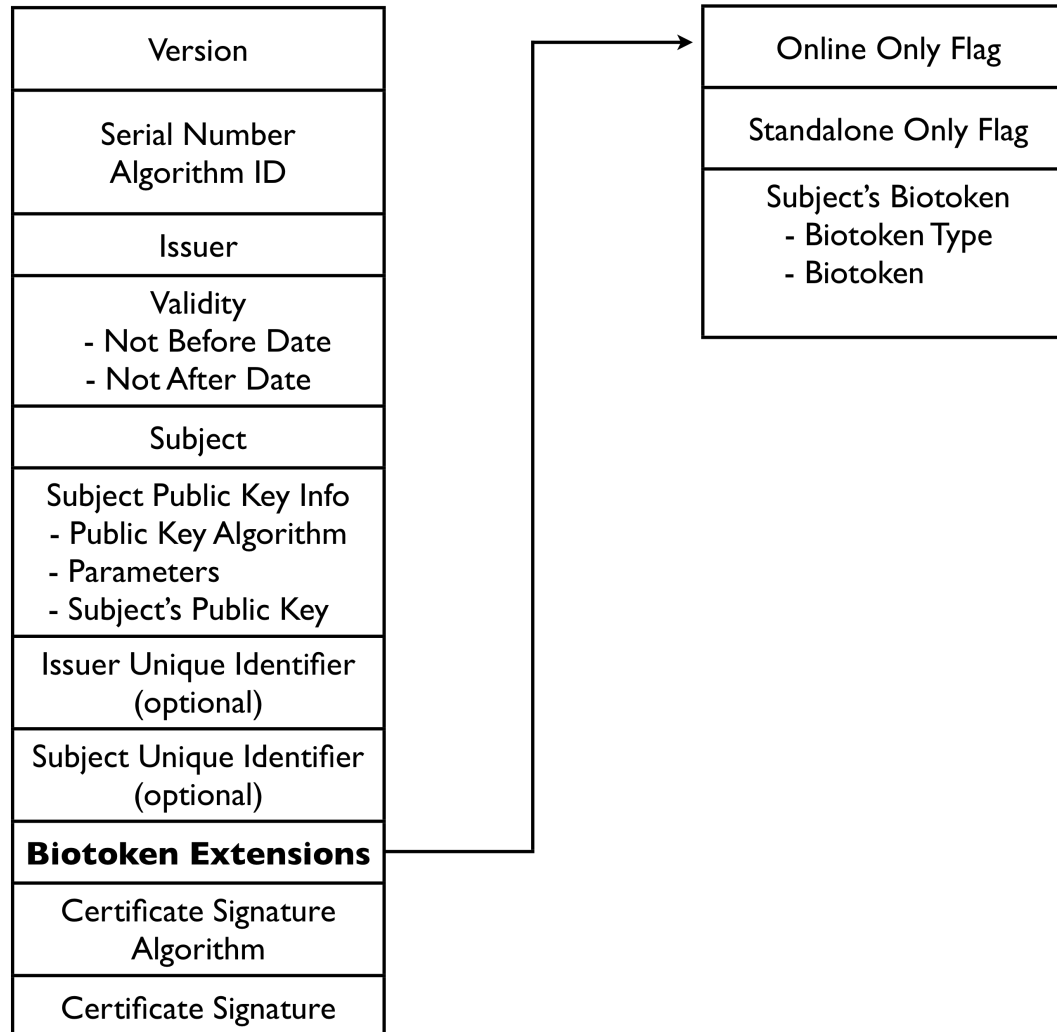 Version
Serial Number
Algorithm ID
Issuer
Validity
- Not Before Date
- Not After Date
Subject
Subject Public Key Info
- Public Key Algorithm
- Parameters
- Subject’s Public Key
Issuer Unique Identifier
(optional)
Subject Unique Identifier
(optional)
Biotoken Extensions
Certificate Signature
Algorithm
Certificate Signature
Online Only Flag
Standalone Only Flag
Subject’s Biotoken
- Biotoken Type
- Biotoken